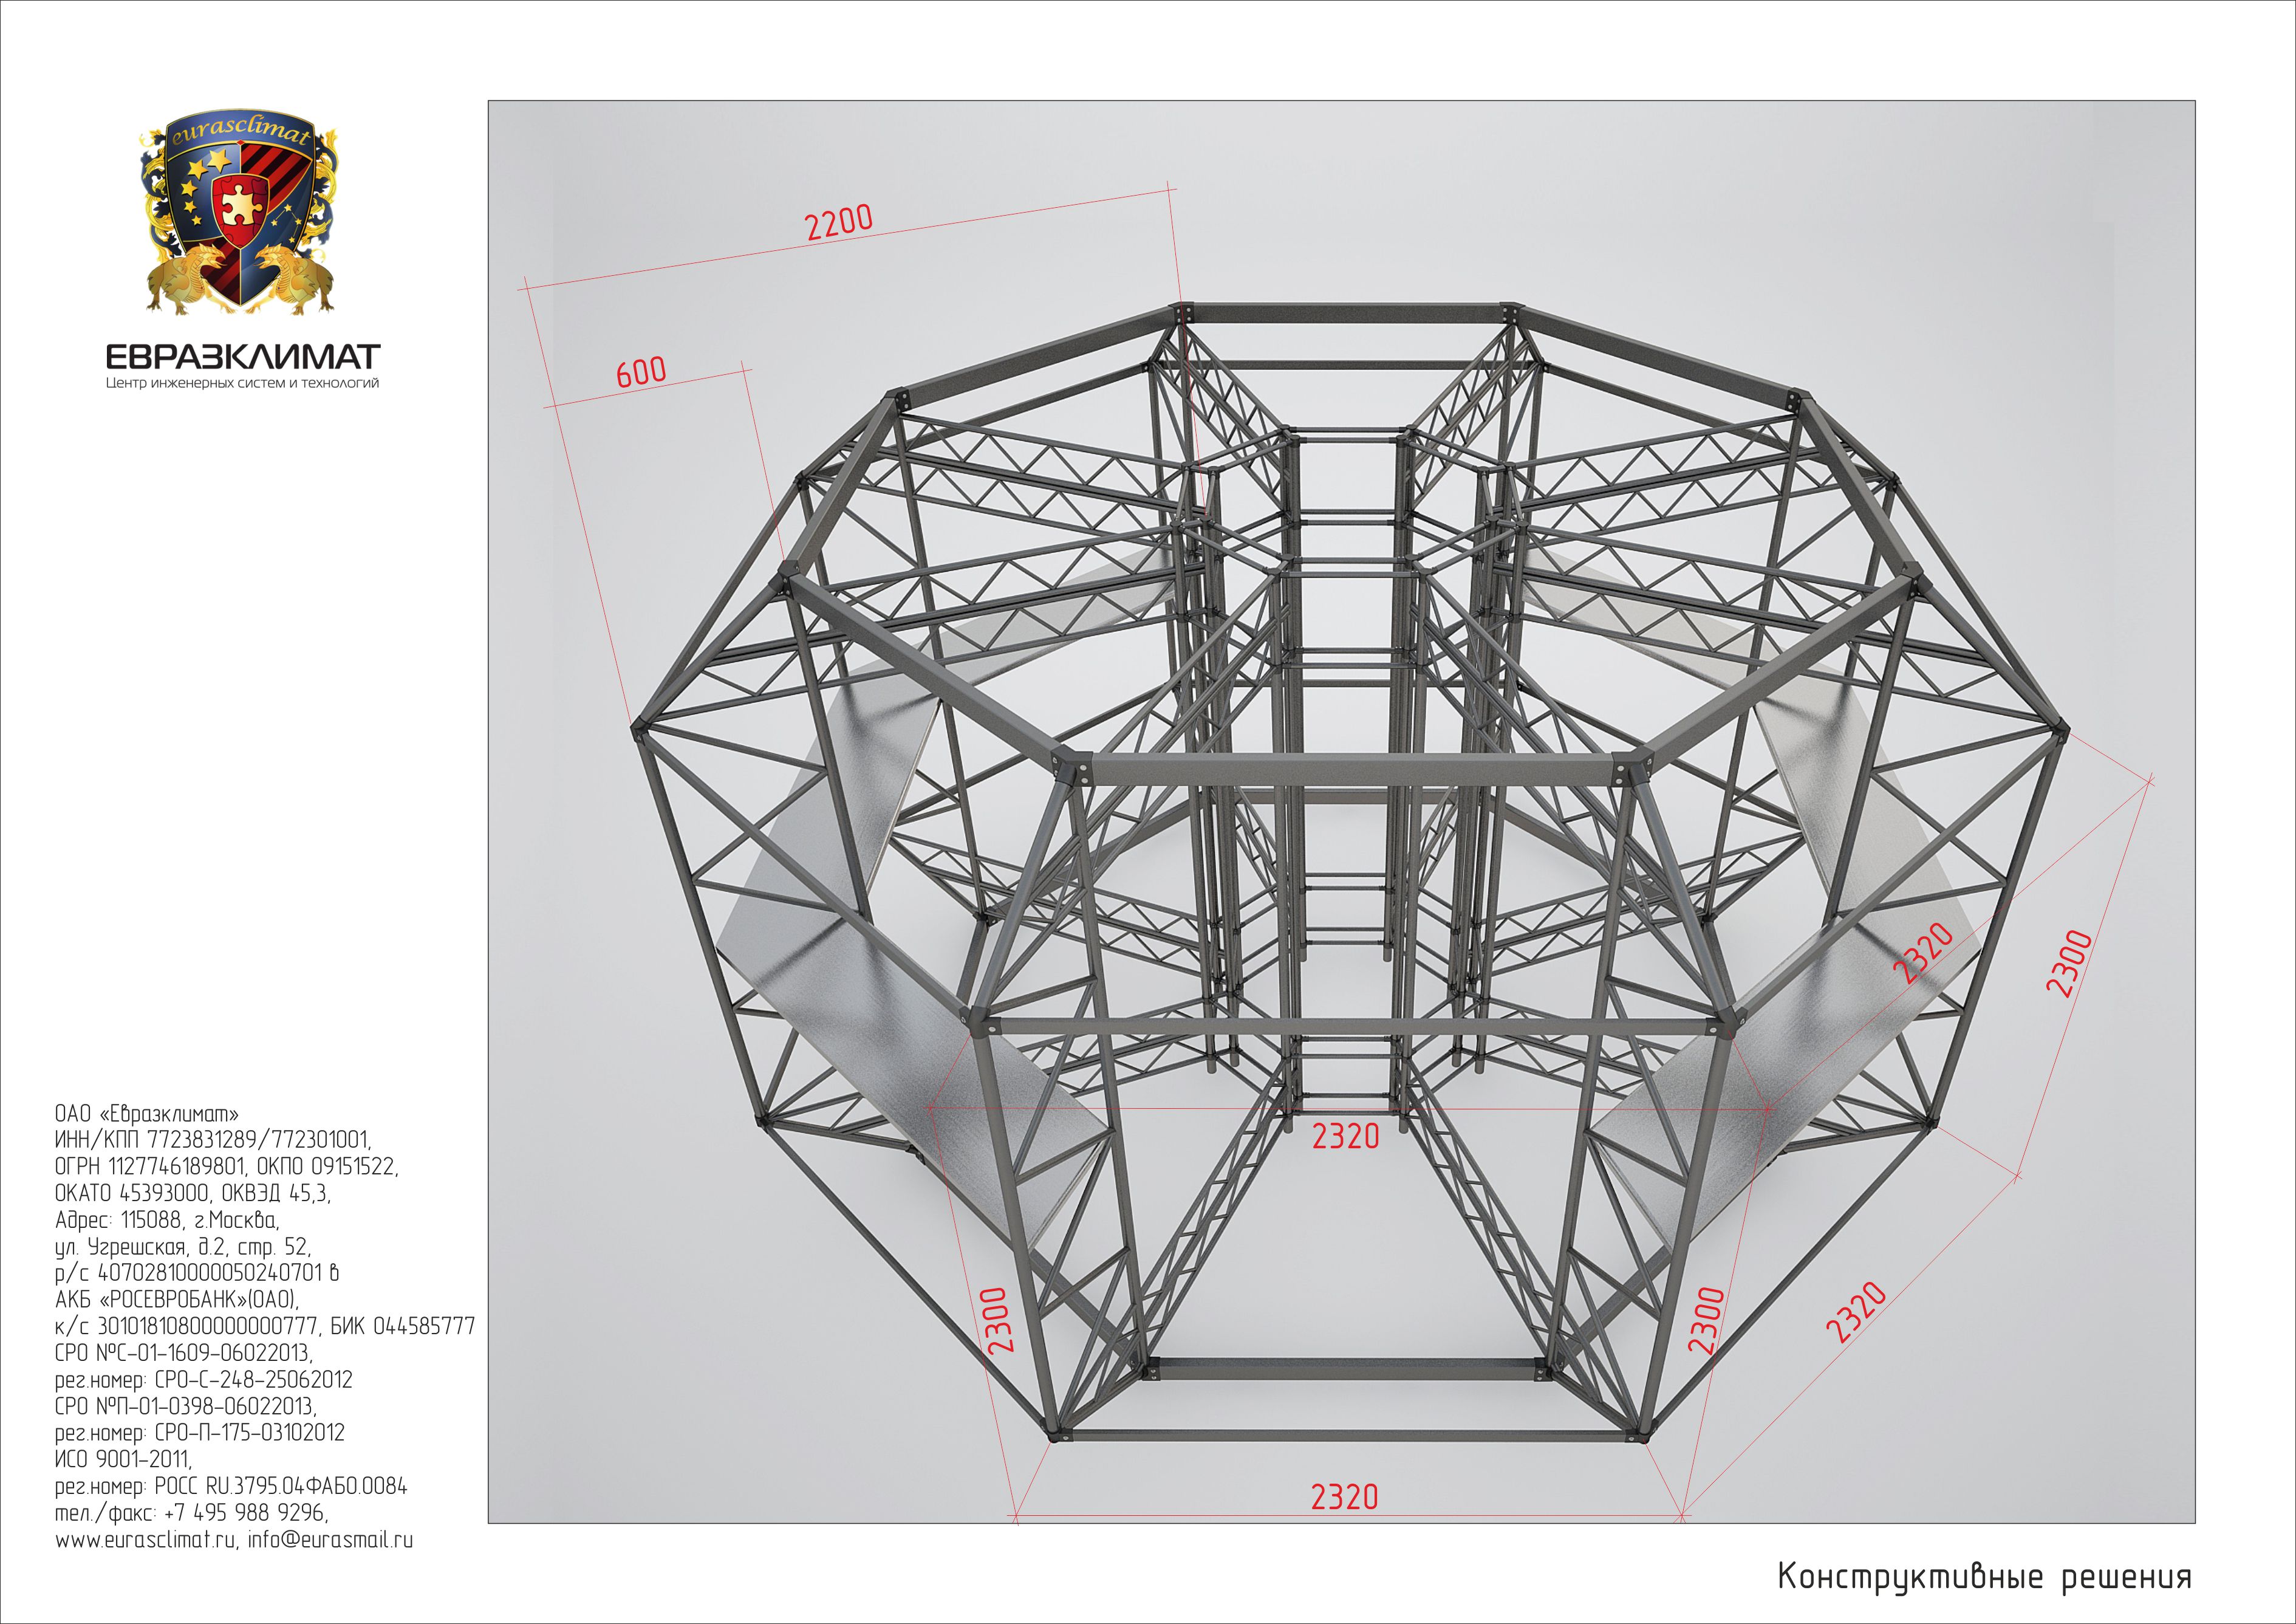 eurasclimat
ЕВРАЗКЛИМАТ
Центр инженерных систем и технологий
2200
600
2320
2300
2320
2300
2300
2320
2320
ОАО «Евразклимат»
ИНН/КПП 7723831289/772301001,
ОГРН 1127746189801, ОКПО 09151522,
ОКАТО 45393000, ОКВЭД 45,3,
Адрес: 115088, г.Москва,
ул. Угрешская, д.2, стр. 52,
р/с 40702810000050240701 в
АКБ «РОСЕВРОБАНК»(ОАО),
к/с 30101810800000000777, БИК 044585777
СРО №С-01-1609-06022013,
рег.номер: СРО-С-248-25062012
СРО №П-01-0398-06022013,
рег.номер: СРО-П-175-03102012
ИСО 9001-2011,
рег.номер: РОСС RU.3795.04ФАБ0.0084
тел./факс: +7 495 988 9296,
www.eurasclimat.ru, info@eurasmail.ru
Конструктивные решения